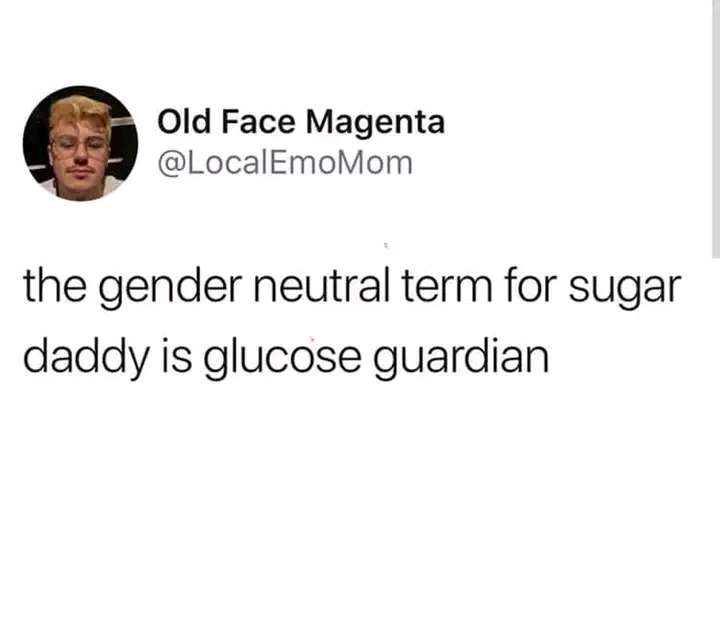 Old Face Magenta
@LocalEmoMom
the gender neutral term for sugar
daddy is glucose guardian